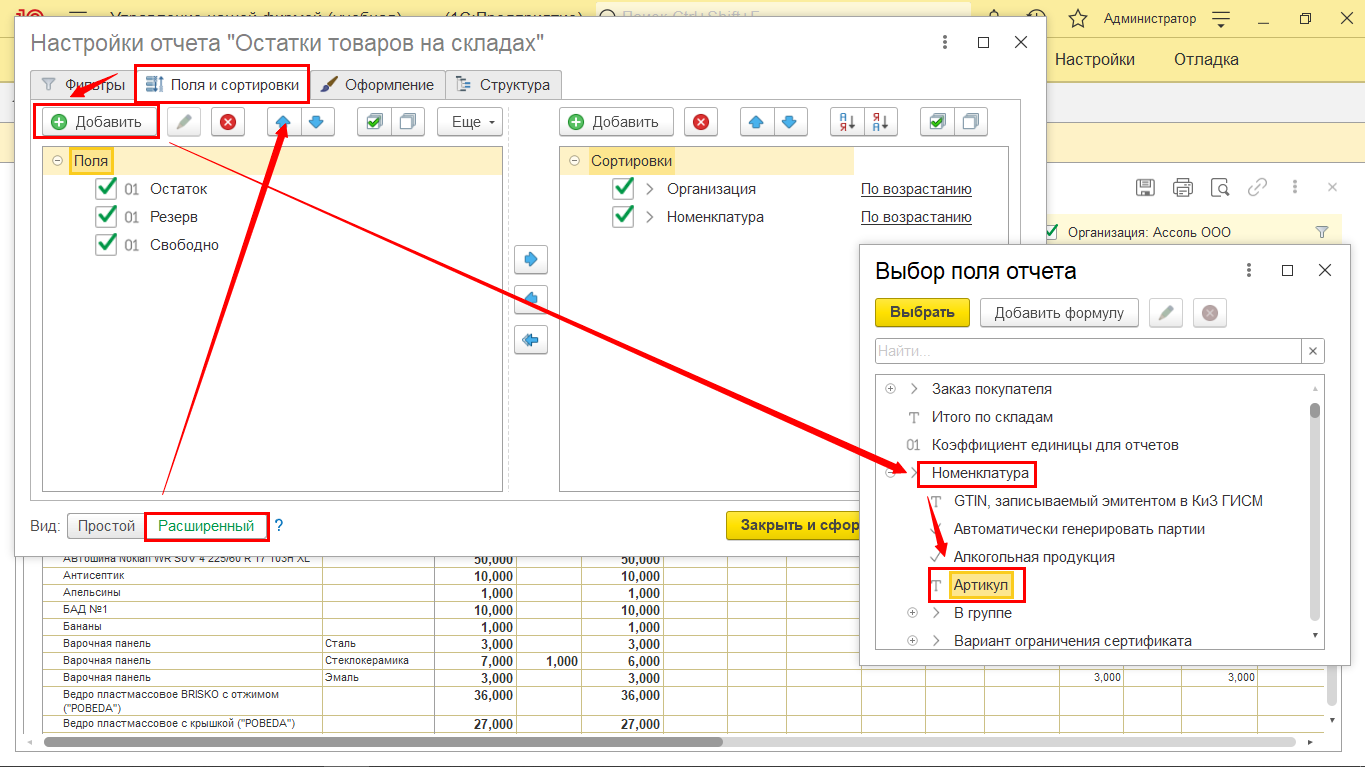 Управление нашей фирмой (учебная) (1С:Предприятие) Поиск Ctrl+Shift+F Администратор
Настройки отчета "Остатки товаров на складах"
Настройки Отладка
Фильтры Поля и сортировки Оформление Структура
Добавить Еще Добавить
Поля Сортировки
01 Остаток Организация По возрастанию
01 Резерв Номенклатура По возрастанию
01 Свободно
Организация: Ассоль ООО
Выбор поля отчета
Выбрать Добавить формулу
Найти...
Заказ покупателя
Итого по складам
01 Коэффициент единицы для отчетов
Номенклатура
GTIN, записываемый эмитентом в КиЗ ГИСМ
Автоматически генерировать партии
Алкогольная продукция
Артикул
В группе
Вариант ограничения сертификата
Вид: Простой Расширенный ? Закрыть и сфор
Автошина Nokian WR SUV 4 225/60 R 17 103H XL 50,000 50,000
Антисептик 10,000 10,000
Апельсины 1,000 1,000
БАД №1 10,000 10,000
Бананы 1,000 1,000
Варочная панель Сталь 3,000 3,000
Варочная панель Стеклокерамика 7,000 1,000 6,000
Варочная панель Эмаль 3,000 3,000 3,000 3,000
Ведро пластмассовое BRISKO с отжимом 36,000 36,000
("POBEDA")
Ведро пластмассовое с крышкой ("POBEDA") 27,000 27,000